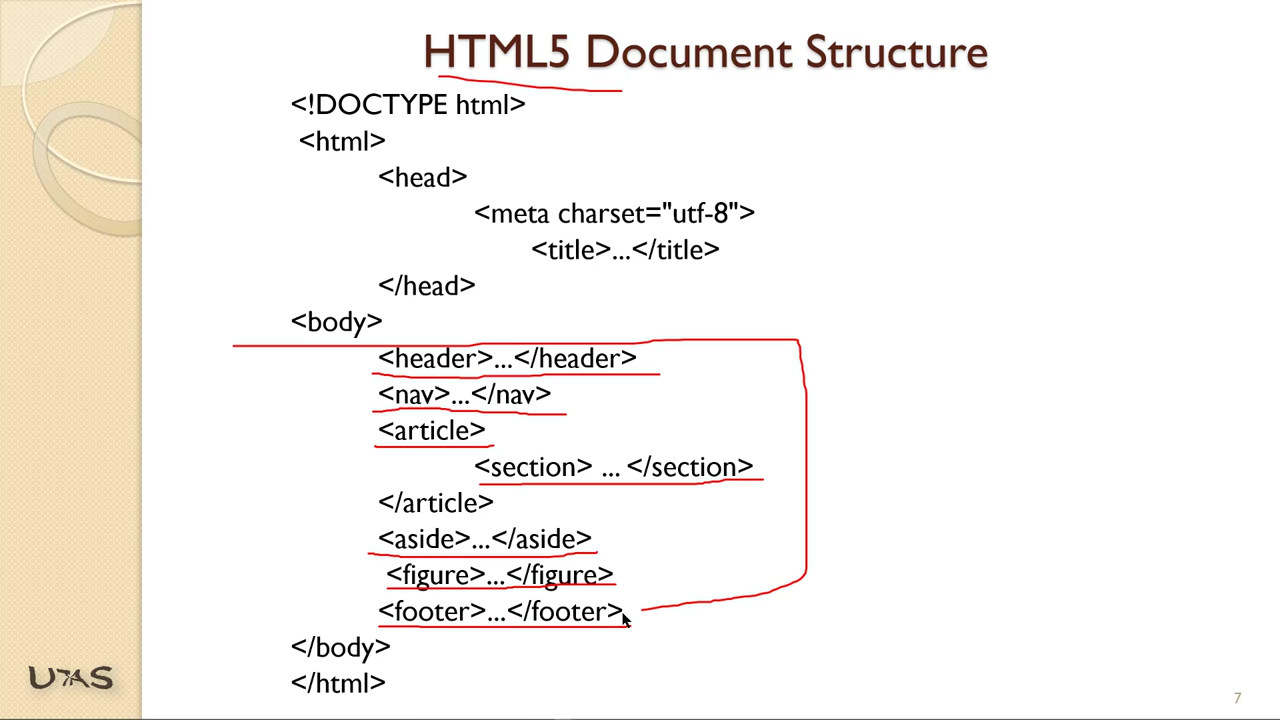 HTML5 Document Structure
<!DOCTYPE html>
<html>
<head>
<meta charset="utf-8">
<title>...</title>
</head>
<body>
<header>...</header>
<nav>...</nav>
<article>
<section> ... </section>
</article>
<aside>...</aside>
<figure>...</figure>
<footer>...</footer>
</body>
</html>
UTAS
7